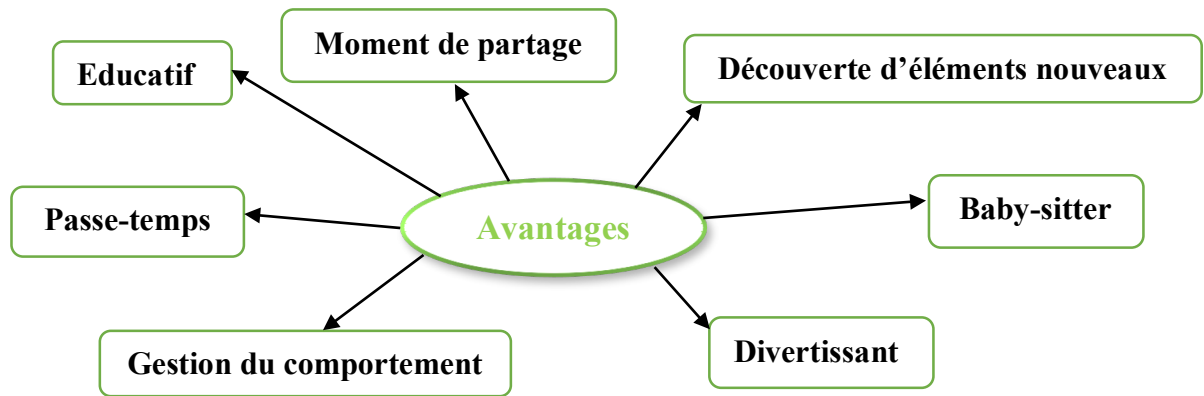 Moment de partage
Educatif
Découverte d’éléments nouveaux
Passe-temps
Avantages
Baby-sitter
Gestion du comportement
Divertissant